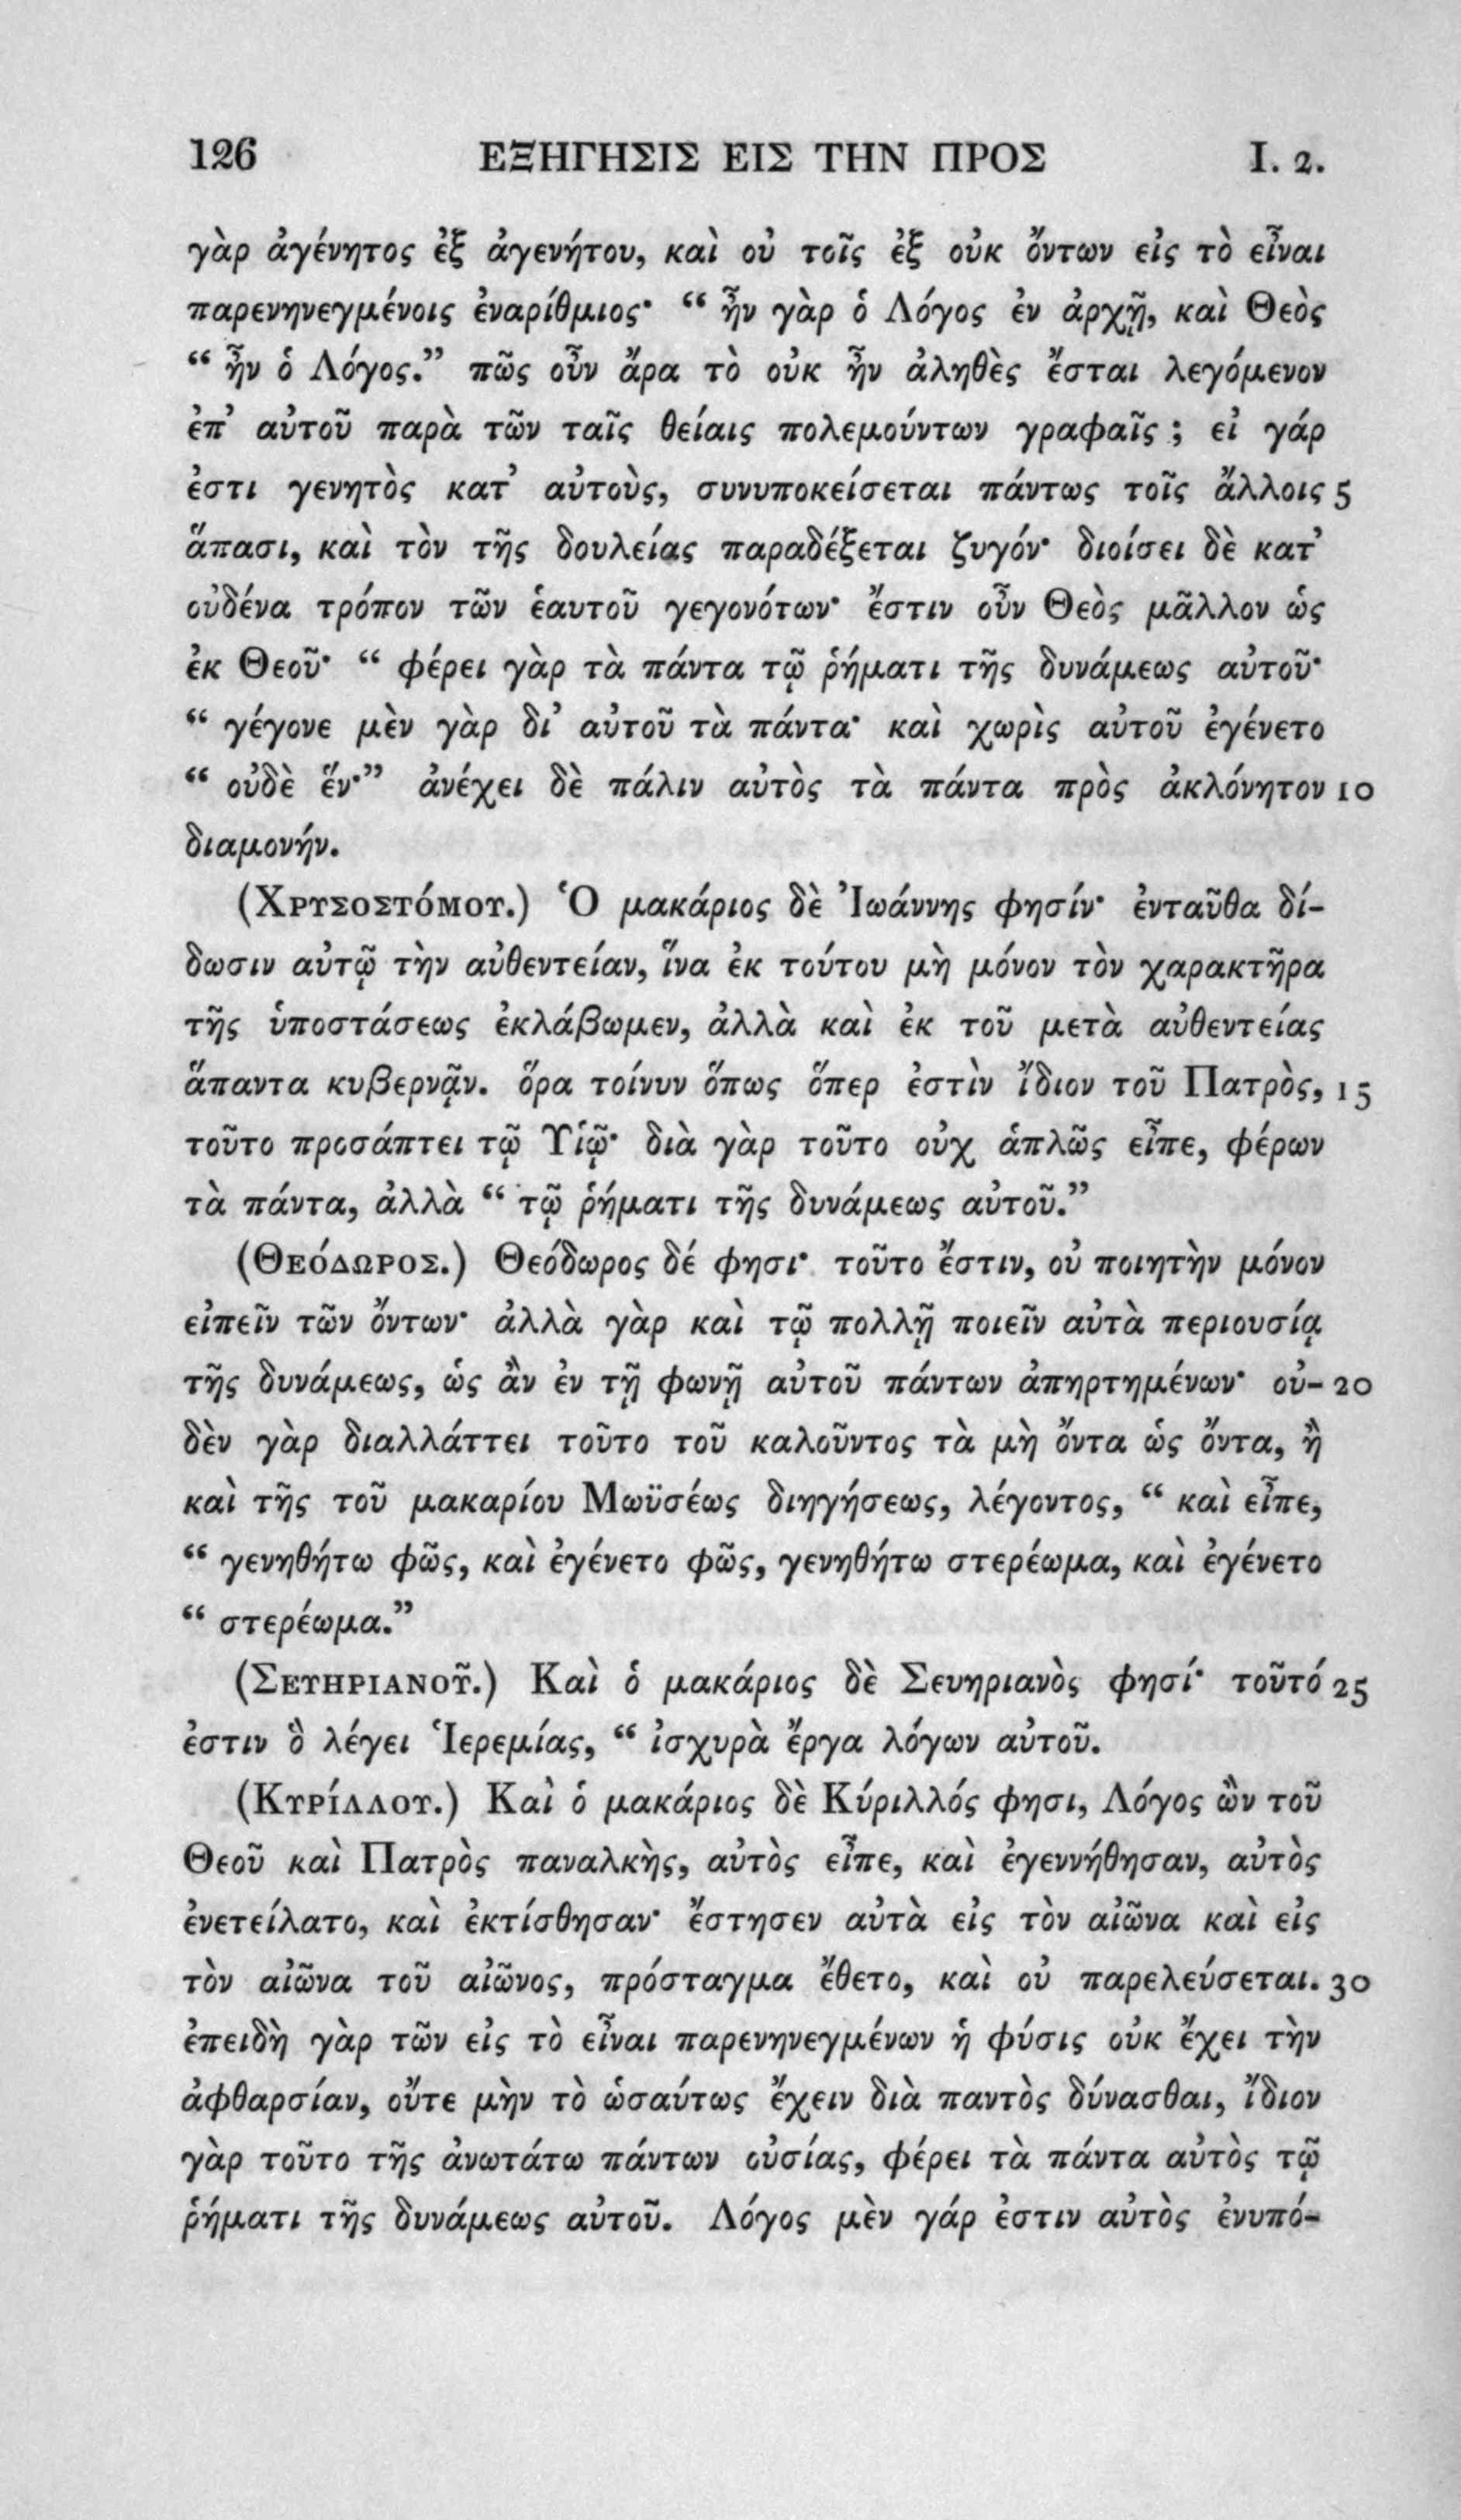 126 ΕΞΗΓΗΣΙΣ ΕΙΣ ΤΗΝ ΠΡΟΣ I. 2.
γὰρ ἀγένητος ἐξ ἀγενήτου, καὶ οὐ τοῖς ἐξ οὐκ ὄντων εἰς τὸ εἶναι
παρενηνεγμένοις ἐναρίθμιος· “ ἦν γὰρ ὁ Λόγος ἐν ἀρχῇ, καὶ Θεὸς
“ ἦν ὁ Λόγος.” πῶς οὖν ἄρα τὸ οὐκ ἦν ἀληθὲς ἔσται λεγόμενον
ἐπ’ αὐτοῦ παρὰ τῶν ταῖς θείαις πολεμούντων γραφαῖς ; εἰ γάρ
ἐστι γενητὸς κατ’ αὐτοὺς, συνυποκείσεται πάντως τοῖς ἄλλοις 5
ἅπασι, καὶ τὸν τῆς δουλείας παραδέξεται ζυγόν· διοίσει δὲ κατ’
οὐδένα τρόπον τῶν ἑαυτοῦ γεγονότων· ἔστιν οὖν Θεὸς μᾶλλον ὡς
ἐκ Θεοῦ· “ φέρει γὰρ τὰ πάντα τῷ ῥήματι τῆς δυνάμεως αὐτοῦ·
“ γέγονε μὲν γὰρ δι’ αὐτοῦ τὰ πάντα· καὶ χωρὶς αὐτοῦ ἐγένετο
“ οὐδὲ ἕν·” ἀνέχει δὲ πάλιν αὐτὸς τὰ πάντα πρὸς ἀκλόνητον 10
διαμονήν.
(Χρυσοστόμου.) Ὁ μακάριος δὲ Ἰωάννης φησίν· ἐνταῦθα δί-
δωσιν αὐτῷ τὴν αὐθεντείαν, ἵνα ἐκ τούτου μὴ μόνον τὸν χαρακτῆρα
τῆς ὑποστάσεως ἐκλάβωμεν, ἀλλὰ καὶ ἐκ τοῦ μετὰ αὐθεντείας
ἅπαντα κυβερνᾷν. ὅρα τοίνυν ὅπως ὅπερ ἐστὶν ἴδιον τοῦ Πατρὸς, 15
τοῦτο προσάπτει τῷ Υἱῷ· διὰ γὰρ τοῦτο οὐχ ἁπλῶς εἶπε, φέρων
τὰ πάντα, ἀλλὰ “ τῷ ῥήματι τῆς δυνάμεως αὐτοῦ.”
(Θεόδωρος.) Θεόδωρος δέ φησι· τοῦτο ἔστιν, οὐ ποιητὴν μόνον
εἰπεῖν τῶν ὄντων· ἀλλὰ γὰρ καὶ τῷ πολλῇ ποιεῖν αὐτὰ περιουσίᾳ
τῆς δυνάμεως, ὡς ἂν ἐν τῇ φωνῇ αὐτοῦ πάντων ἀπηρτημένων· οὐ- 20
δὲν γὰρ διαλλάττει τοῦτο τοῦ καλοῦντος τὰ μὴ ὄντα ὡς ὄντα, ἢ
καὶ τῆς τοῦ μακαρίου Μωϋσέως διηγήσεως, λέγοντος, “ καὶ εἶπε,
“ γενηθήτω φῶς, καὶ ἐγένετο φῶς, γενηθήτω στερέωμα, καὶ ἐγένετο
“ στερέωμα.”
(Σευηριανοῦ.) Καὶ ὁ μακάριος δὲ Σευηριανὸς φησί· τοῦτό 25
ἐστιν ὃ λέγει Ἱερεμίας, “ ἰσχυρὰ ἔργα λόγων αὐτοῦ.
(Κυρίλλου.) Καὶ ὁ μακάριος δὲ Κύριλλός φησι, Λόγος ὢν τοῦ
Θεοῦ καὶ Πατρὸς παναλκὴς, αὐτὸς εἶπε, καὶ ἐγεννήθησαν, αὐτὸς
ἐνετείλατο, καὶ ἐκτίσθησαν· ἔστησεν αὐτὰ εἰς τὸν αἰῶνα καὶ εἰς
τὸν αἰῶνα τοῦ αἰῶνος, πρόσταγμα ἔθετο, καὶ οὐ παρελεύσεται. 30
ἐπειδὴ γὰρ τῶν εἰς τὸ εἶναι παρενηνεγμένων ἡ φύσις οὐκ ἔχει τὴν
ἀφθαρσίαν, οὔτε μὴν τὸ ὡσαύτως ἔχειν διὰ παντὸς δύνασθαι, ἴδιον
γὰρ τοῦτο τῆς ἀνωτάτω πάντων οὐσίας, φέρει τὰ πάντα αὐτὸς τῷ
ῥήματι τῆς δυνάμεως αὐτοῦ. Λόγος μὲν γάρ ἐστιν αὐτὸς ἐνυπό-